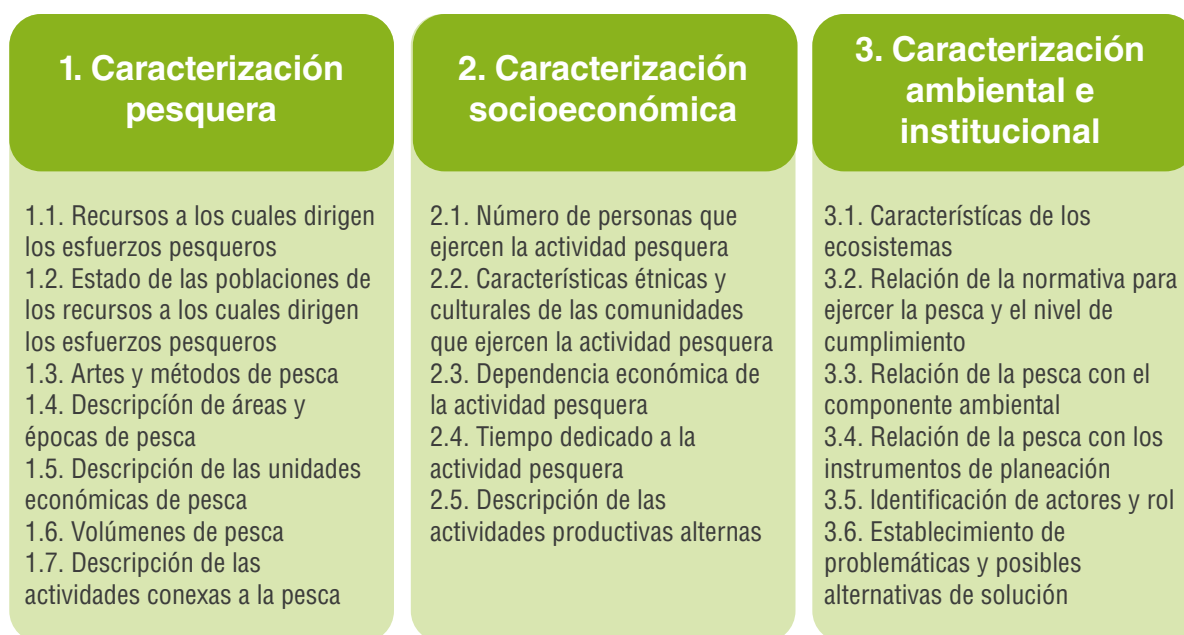 1. Caracterización
pesquera
1.1. Recursos a los cuales dirigen
los esfuerzos pesqueros
1.2. Estado de las poblaciones de
los recursos a los cuales dirigen
los esfuerzos pesqueros
1.3. Artes y métodos de pesca
1.4. Descripcíón de áreas y
épocas de pesca
1.5. Descripción de las unidades
económicas de pesca
1.6. Volúmenes de pesca
1.7. Descripción de las
actividades conexas a la pesca
2. Caracterización
socioeconómica
2.1. Número de personas que
ejercen la actividad pesquera
2.2. Características étnicas y
culturales de las comunidades
que ejercen la actividad pesquera
2.3. Dependencia económica de
la actividad pesquera
2.4. Tiempo dedicado a la
actividad pesquera
2.5. Descripción de las
actividades productivas alternas
3. Caracterización
ambiental e
institucional
3.1. Característícas de los
ecosistemas
3.2. Relación de la normativa para
ejercer la pesca y el nivel de
cumplimiento
3.3. Relación de la pesca con el
componente ambiental
3.4. Relación de la pesca con los
instrumentos de planeación
3.5. Identificación de actores y rol
3.6. Establecimiento de
problemáticas y posibles
alternativas de solución